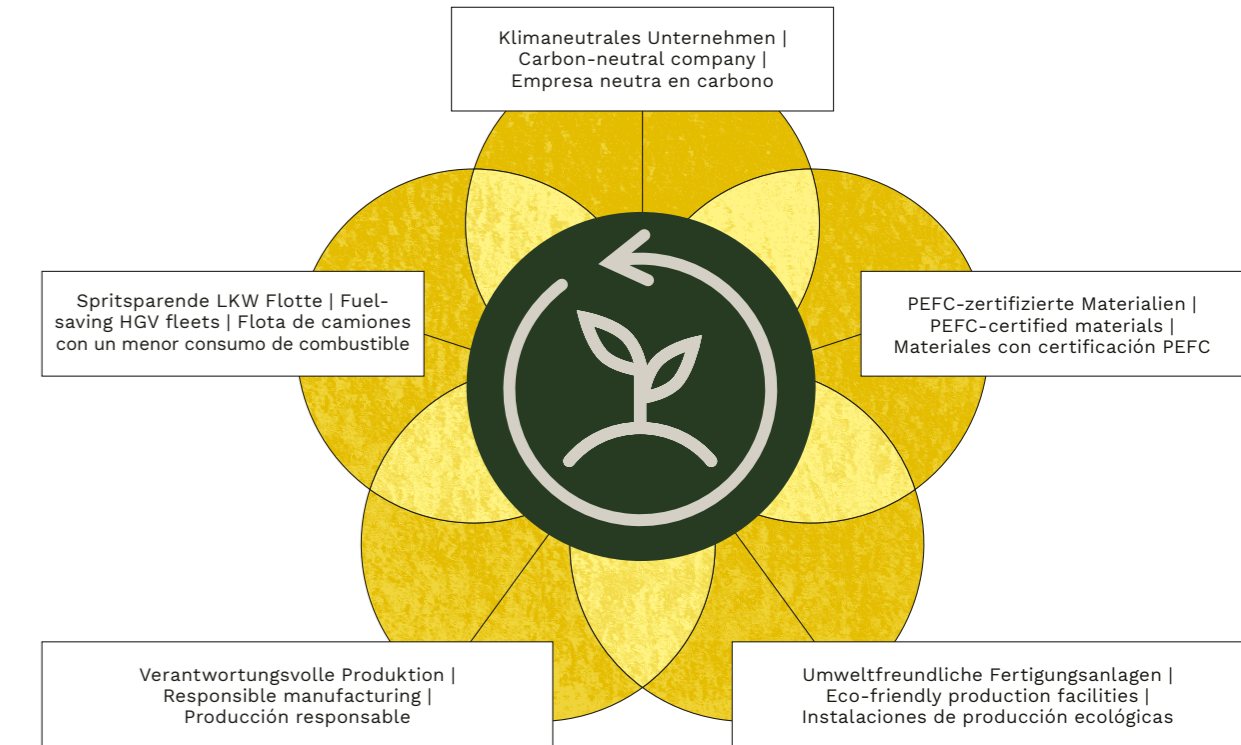 Klimaneutrales Unternehmen |
Carbon-neutral company |
Empresa neutra en carbono
Spritsparende LKW Flotte | Fuel-
saving HGV fleets | Flota de camiones
con un menor consumo de combustible
PEFC-zertifizierte Materialien |
PEFC-certified materials |
Materiales con certificación PEFC
Verantwortungsvolle Produktion |
Responsible manufacturing |
Producción responsable
Umweltfreundliche Fertigungsanlagen |
Eco-friendly production facilities |
Instalaciones de producción ecológicas